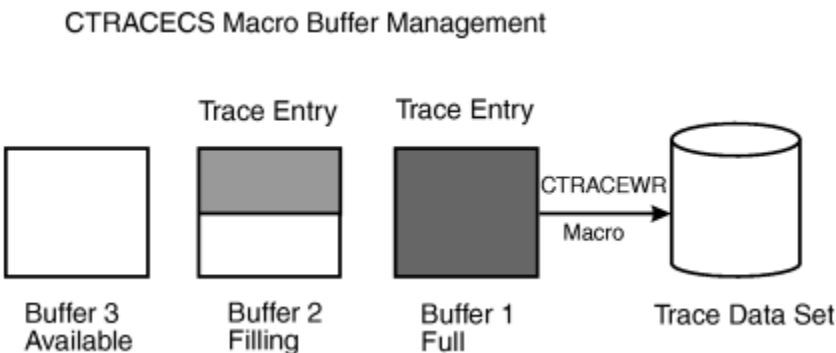 CTRACECS Macro Buffer Management
Trace Entry
Trace Entry
CTRACEWR
Macro
Buffer 3
Available
Buffer 2
Filling
Buffer 1
Full
Trace Data Set